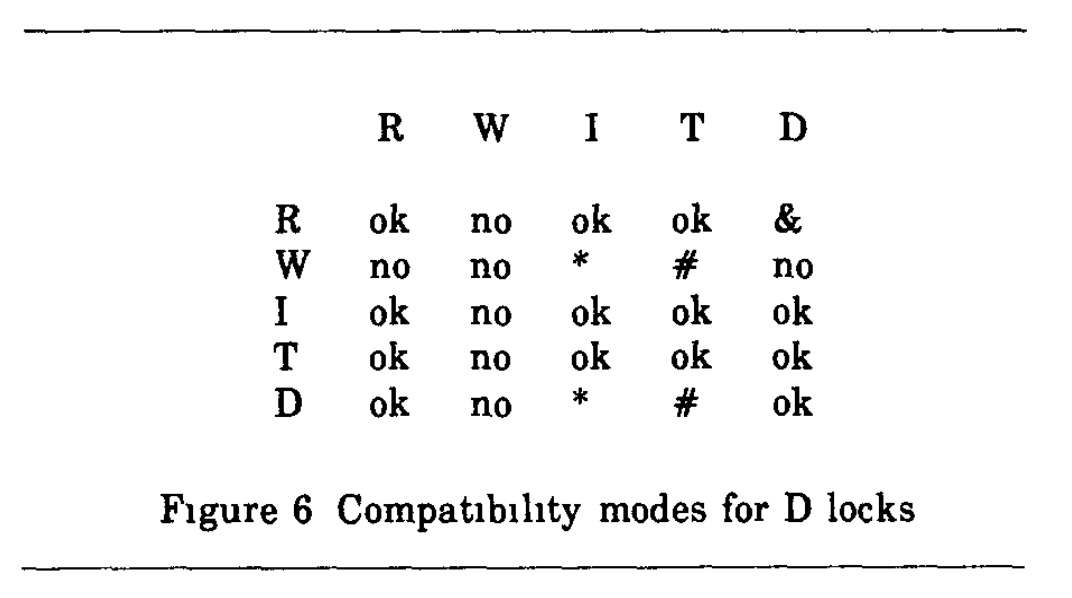 R W I T D
R ok no ok ok &
W no no * # no
I ok no ok ok ok
T ok no ok ok ok
D ok no * # ok
Figure 6 Compatibility modes for D locks